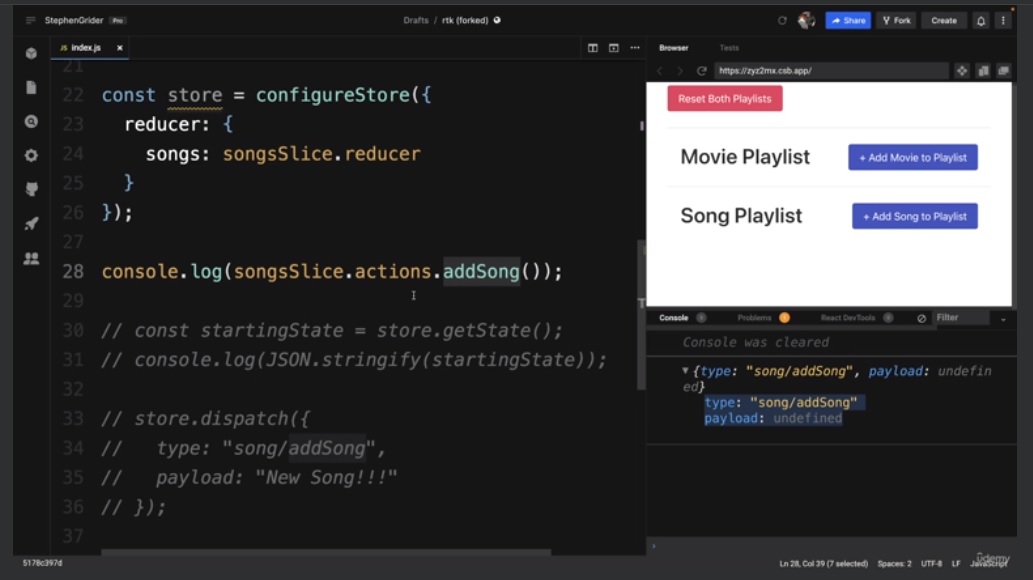 StephenGrider Pro
Drafts / rtk (forked)
Share
Fork
Create
JS index.js ×
21
22 const store = configureStore({
23 reducer: {
24 songs: songsSlice.reducer
25 }
26 });
27
28 console.log(songsSlice.actions.addSong());
29
30 // const startingState = store.getState();
31 // console.log(JSON.stringify(startingState));
32
33 // store.dispatch({
34 // type: "song/addSong",
35 // payload: "New Song!!!"
36 // });
37
5178c397d
Browser Tests
https://zyz2mx.csb.app/
Reset Both Playlists
Movie Playlist
+ Add Movie to Playlist
Song Playlist
+ Add Song to Playlist
Console Problems React DevTools Filter
Console was cleared
{type: "song/addSong", payload: undefin
ed}
type: "song/addSong"
payload: undefined
Ln 28, Col 39 (7 selected) Spaces: 2 UTF-8 LF JavaScript
ûdemy